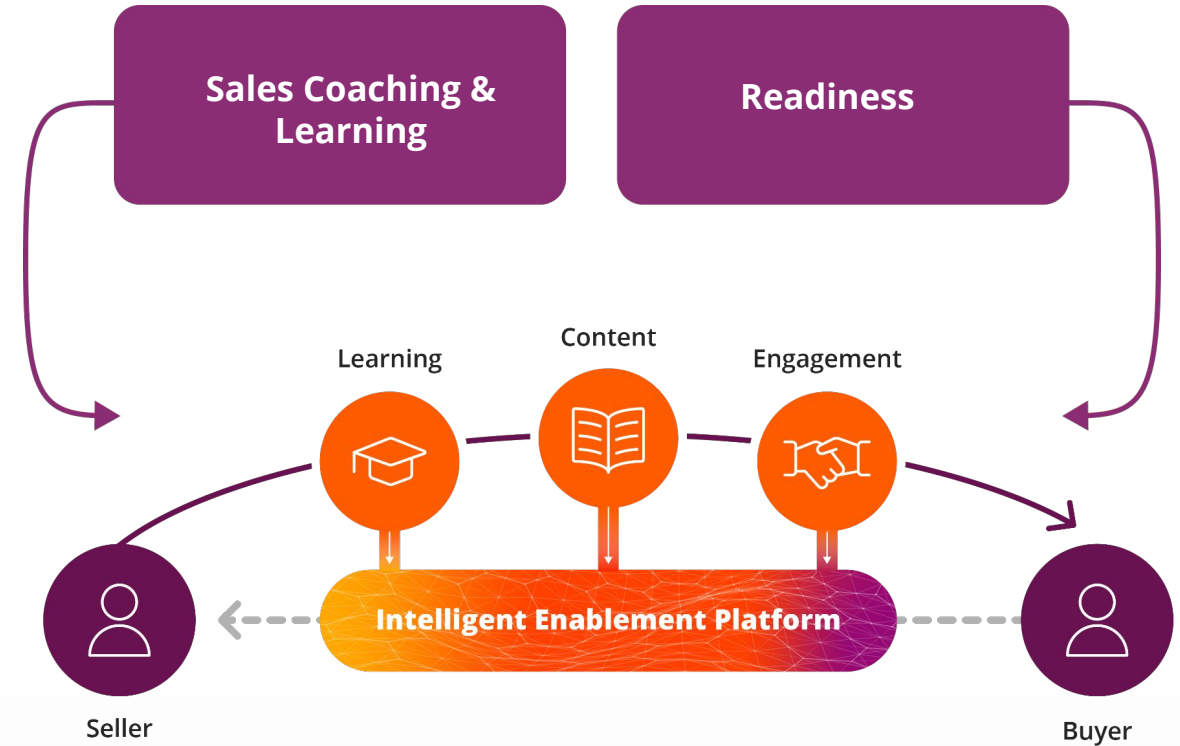 Sales Coaching &
Learning
Readiness
Content
Learning
Engagement
Intelligent Enablement Platform
Seller
Buyer